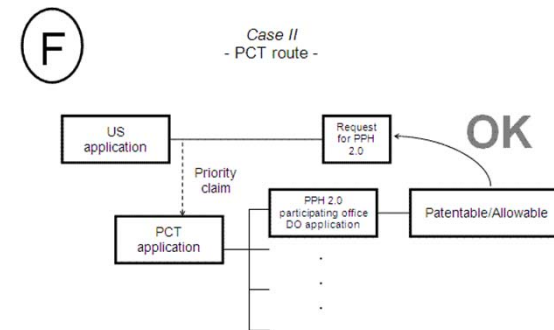 F
Case II
- PCT route -
US
application
Request
for PPH
2.0
OK
Priority
claim
PPH 2.0
participating office
DO application
Patentable/Allowable
PCT
application